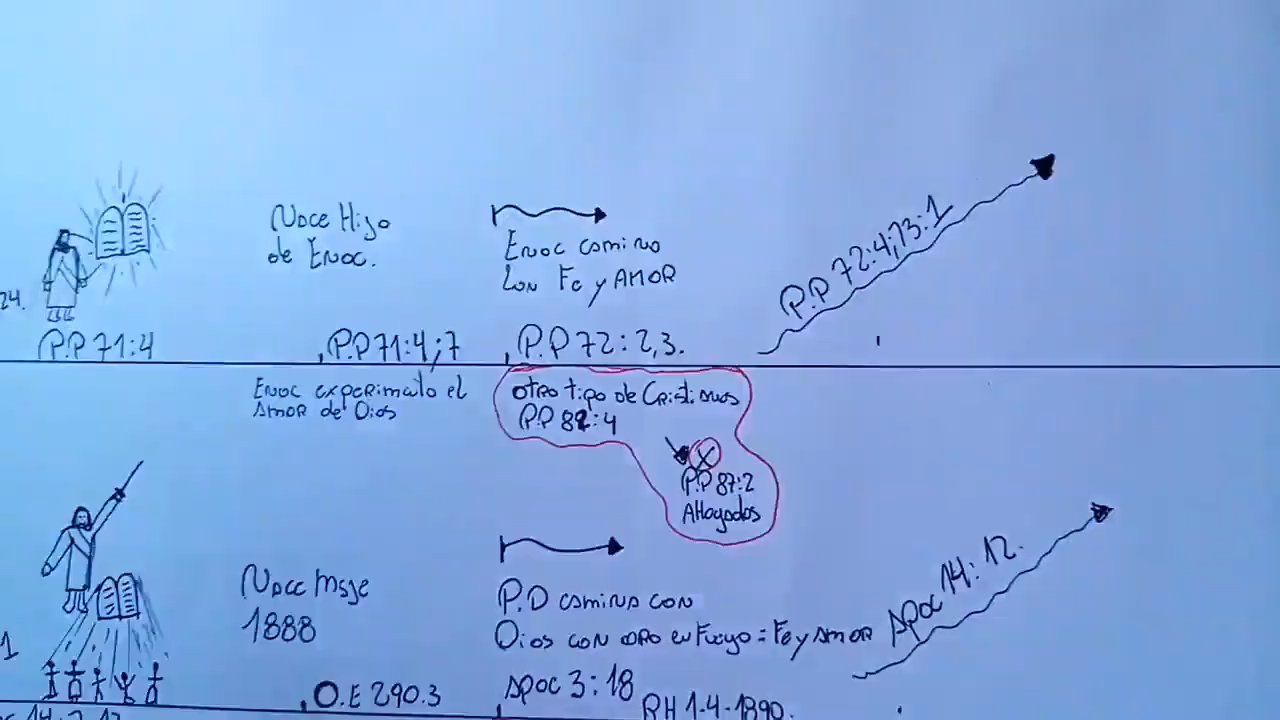 Nace Hijo
de Enoc.
Enoc camino
con Fe y AMOR
P.P 72:4;73:1
24.
P.P 71:4
P.P 71:4;7
P.P 72:2,3.
Enoc experimato el
Amor de Dios
otro tipo de Cristianos
P.P 82:4
P.P 87:2
Ahogados
Nace Msje
1888
P.D camina con
Dios con oro en Fuego = Fe y Amor
Apoc 14:12.
1
O.E 290.3
Apoc 3:18
RH 1-4-1890.